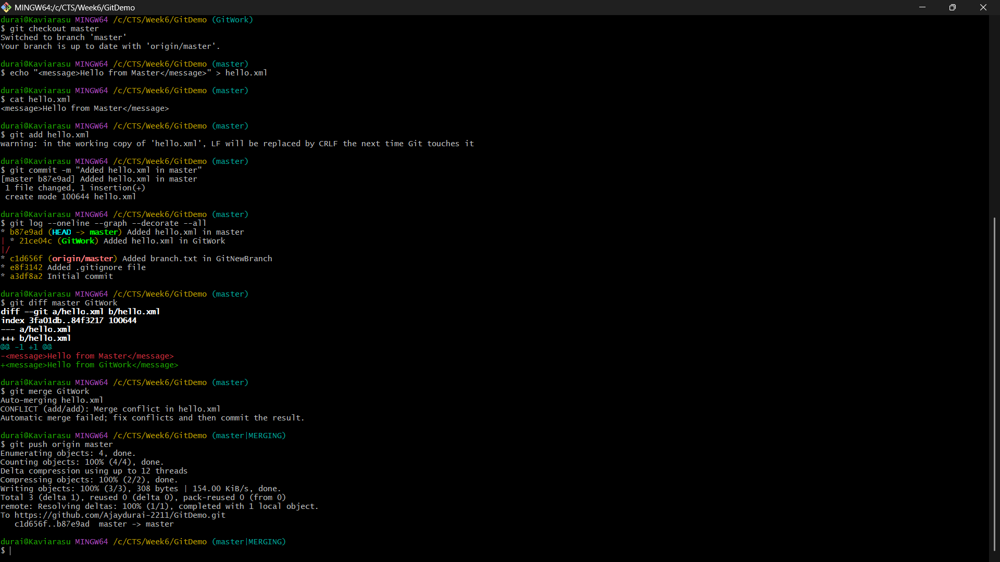 MINGW64:/c/CTS/Week6/GitDemo
durai@Kaviarasu MINGW64 /c/CTS/Week6/GitDemo (GitWork)
$ git checkout master
Switched to branch 'master'
Your branch is up to date with 'origin/master'.
durai@Kaviarasu MINGW64 /c/CTS/Week6/GitDemo (master)
$ echo "<message>Hello from Master</message>" > hello.xml
durai@Kaviarasu MINGW64 /c/CTS/Week6/GitDemo (master)
$ cat hello.xml
<message>Hello from Master</message>
durai@Kaviarasu MINGW64 /c/CTS/Week6/GitDemo (master)
$ git add hello.xml
warning: in the working copy of 'hello.xml', LF will be replaced by CRLF the next time Git touches it
durai@Kaviarasu MINGW64 /c/CTS/Week6/GitDemo (master)
$ git commit -m "Added hello.xml in master"
[master b87e9ad] Added hello.xml in master
 1 file changed, 1 insertion(+)
 create mode 100644 hello.xml
durai@Kaviarasu MINGW64 /c/CTS/Week6/GitDemo (master)
$ git log --oneline --graph --decorate --all
* b87e9ad (HEAD -> master) Added hello.xml in master
| * 21ce04c (GitWork) Added hello.xml in GitWork
|/
* c1d656f (origin/master) Added branch.txt in GitNewBranch
* e8f3142 Added .gitignore file
* a3df8a2 Initial commit
durai@Kaviarasu MINGW64 /c/CTS/Week6/GitDemo (master)
$ git diff master GitWork
diff --git a/hello.xml b/hello.xml
index 3fa01db..84f3217 100644
--- a/hello.xml
+++ b/hello.xml
@@ -1 +1 @@
-<message>Hello from Master</message>
+<message>Hello from GitWork</message>
durai@Kaviarasu MINGW64 /c/CTS/Week6/GitDemo (master)
$ git merge GitWork
Auto-merging hello.xml
CONFLICT (add/add): Merge conflict in hello.xml
Automatic merge failed; fix conflicts and then commit the result.
durai@Kaviarasu MINGW64 /c/CTS/Week6/GitDemo (master|MERGING)
$ git push origin master
Enumerating objects: 4, done.
Counting objects: 100% (4/4), done.
Delta compression using up to 12 threads
Compressing objects: 100% (2/2), done.
Writing objects: 100% (3/3), 308 bytes | 154.00 KiB/s, done.
Total 3 (delta 1), reused 0 (delta 0), pack-reused 0 (from 0)
remote: Resolving deltas: 100% (1/1), completed with 1 local object.
To https://github.com/Ajaydurai-2211/GitDemo.git
   c1d656f..b87e9ad  master -> master
durai@Kaviarasu MINGW64 /c/CTS/Week6/GitDemo (master|MERGING)
$